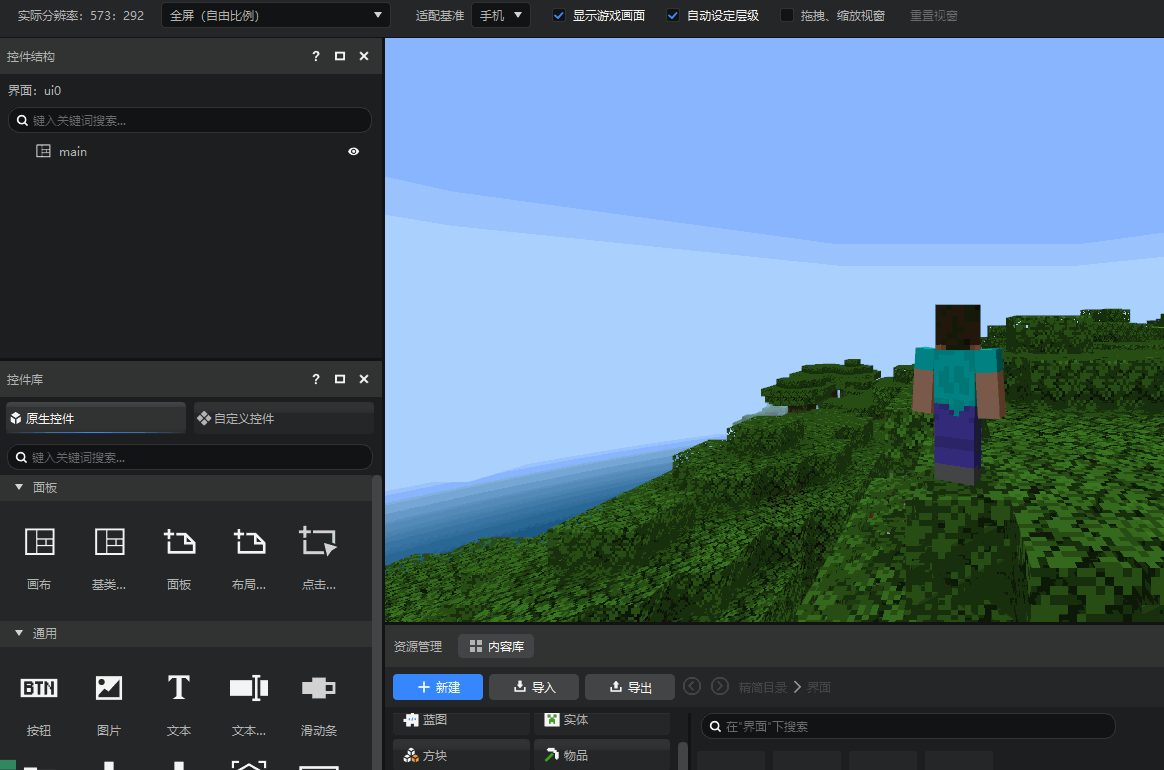 实际分辨率：573：292 全屏（自由比例） 适配基准 手机 显示游戏画面 自动设定层级 拖拽、缩放视窗 重置视窗
控件结构 ?
界面：ui0
键入关键词搜索...
main
控件库 ?
原生控件 自定义控件
键入关键词搜索...
面板
画布 基类... 面板 布局... 点击...
通用
BTN T
按钮 图片 文本 文本... 滑动条
资源管理 内容库
新建 导入 导出 精简目录 界面
蓝图 实体 在"界面"下搜索
方块 物品